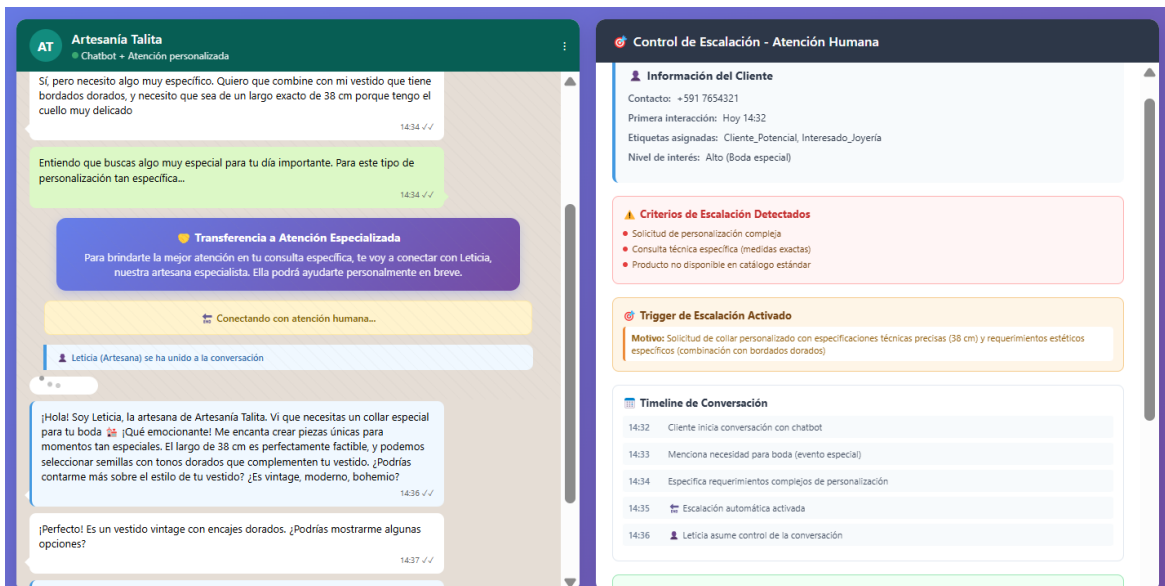 AT
Artesanía Talita
Chatbot + Atención personalizada
Sí, pero necesito algo muy específico. Quiero que combine con mi vestido que tiene
bordados dorados, y necesito que sea de un largo exacto de 38 cm porque tengo el
cuello muy delicado
14:34 ✓✓
Entiendo que buscas algo muy especial para tu día importante. Para este tipo de
personalización tan específica...
14:34 ✓✓
Transferencia a Atención Especializada
Para brindarte la mejor atención en tu consulta específica, te voy a conectar con Leticia,
nuestra artesana especialista. Ella podrá ayudarte personalmente en breve.
Conectando con atención humana...
Leticia (Artesana) se ha unido a la conversación
¡Hola! Soy Leticia, la artesana de Artesanía Talita. Vi que necesitas un collar especial
para tu boda 💒 ¡Qué emocionante! Me encanta crear piezas únicas para
momentos tan especiales. El largo de 38 cm es perfectamente factible, y podemos
seleccionar semillas con tonos dorados que complementen tu vestido. ¿Podrías
contarme más sobre el estilo de tu vestido? ¿Es vintage, moderno, bohemio?
14:36 ✓✓
¡Perfecto! Es un vestido vintage con encajes dorados. ¿Podrías mostrarme algunas
opciones?
14:37 ✓✓
Control de Escalación - Atención Humana
Información del Cliente
Contacto: +591 7654321
Primera interacción: Hoy 14:32
Etiquetas asignadas: Cliente_Potencial, Interesado_Joyería
Nivel de interés: Alto (Boda especial)
Criterios de Escalación Detectados
Solicitud de personalización compleja
Consulta técnica específica (medidas exactas)
Producto no disponible en catálogo estándar
Trigger de Escalación Activado
Motivo: Solicitud de collar personalizado con especificaciones técnicas precisas (38 cm) y requerimientos estéticos
específicos (combinación con bordados dorados)
Timeline de Conversación
14:32 Cliente inicia conversación con chatbot
14:33 Menciona necesidad para boda (evento especial)
14:34 Especifica requerimientos complejos de personalización
14:35 Escalación automática activada
14:36 Leticia asume control de la conversación